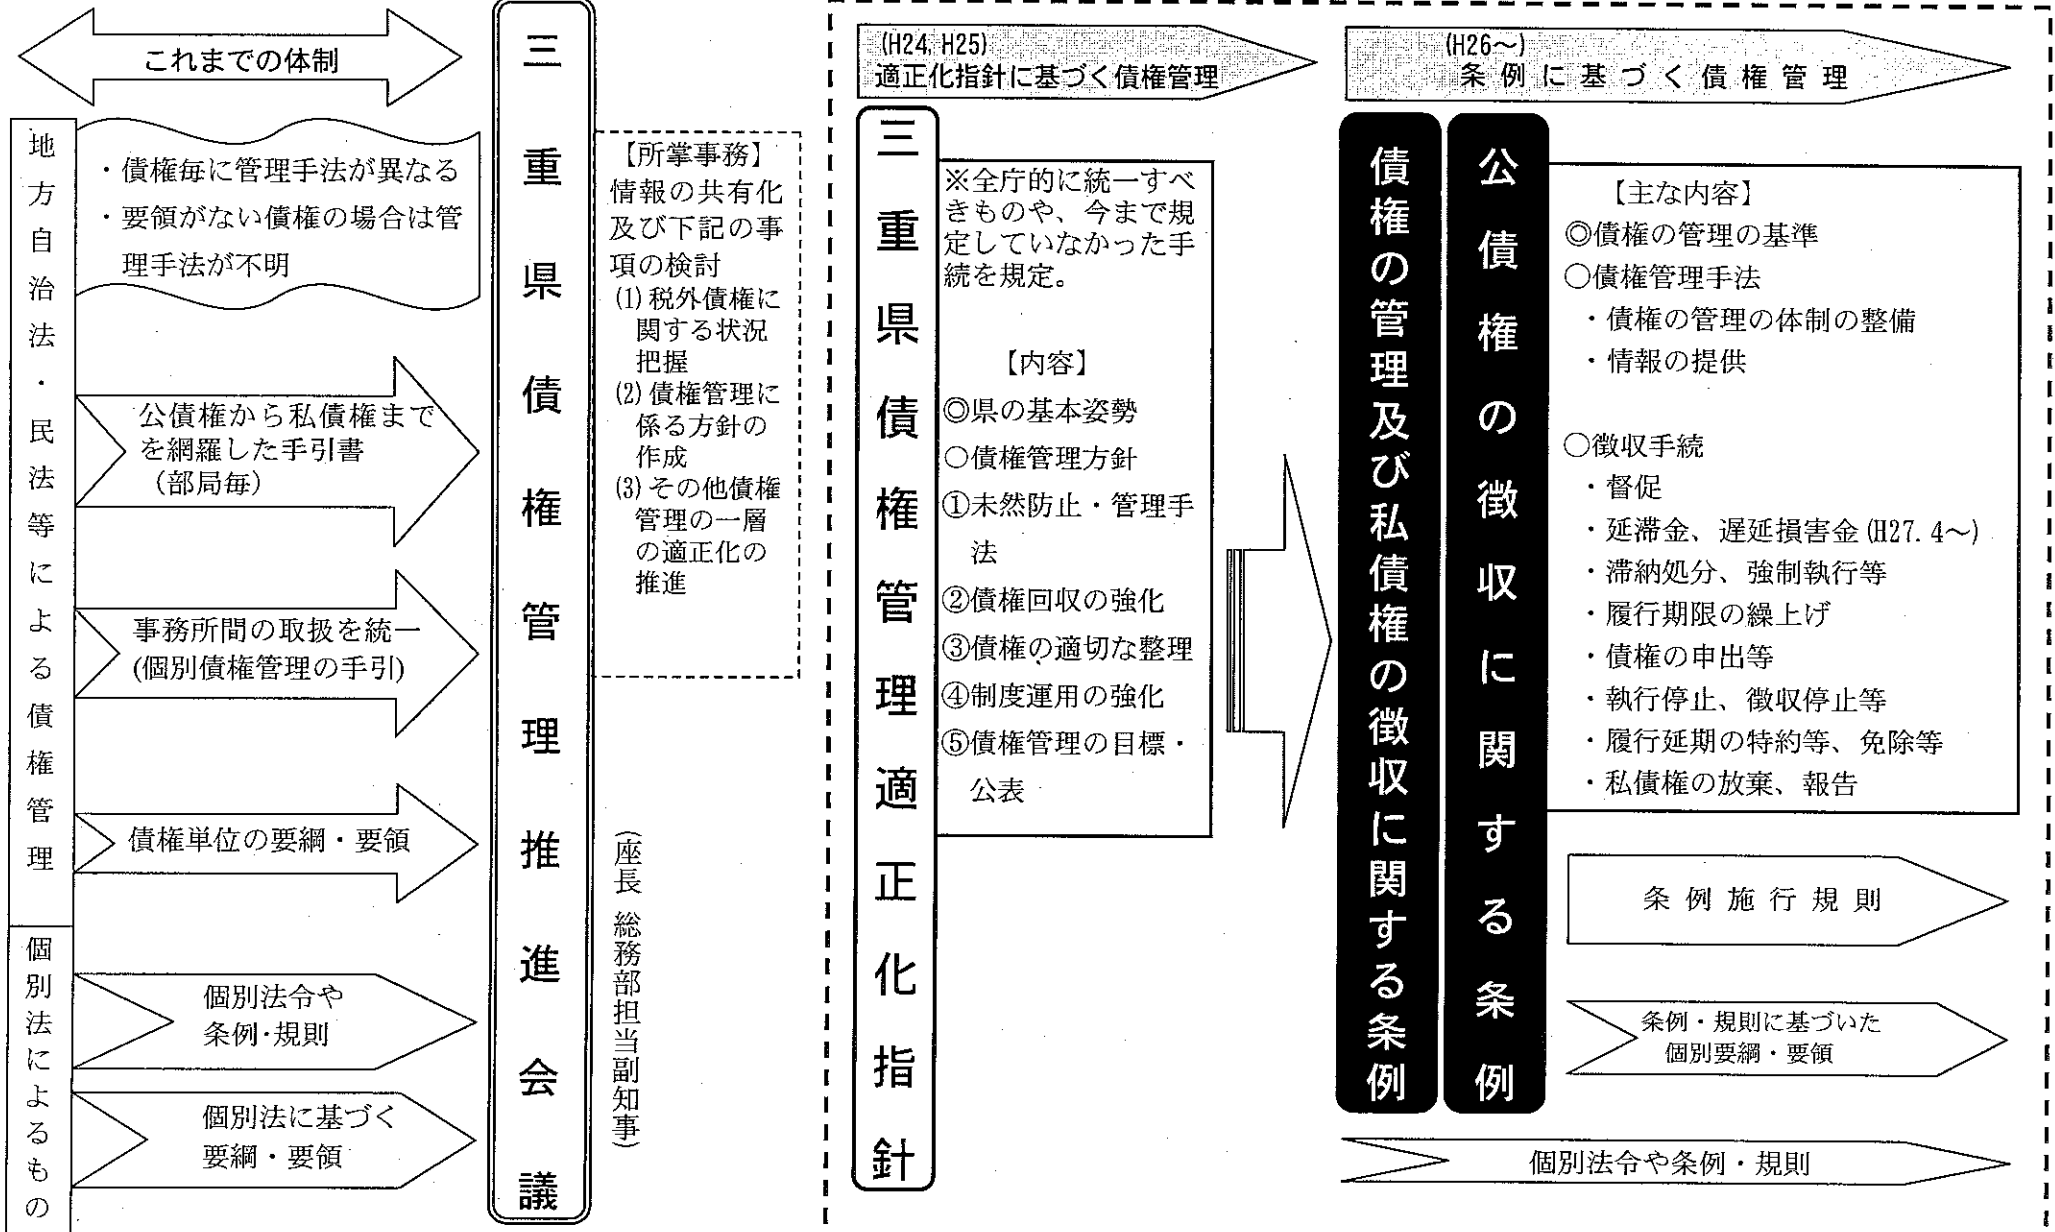 これまでの体制
地方自治法・民法等による債権管理
・債権毎に管理手法が異なる
・要領がない債権の場合は管
理手法が不明
公債権から私債権まで
を網羅した手引書
（部局毎）
事務所間の取扱を統一
(個別債権管理の手引)
債権単位の要綱・要領
個別法によるもの
個別法令や
条例・規則
個別法に基づく
要綱・要領
三重県債権管理推進会議
【所掌事務】
情報の共有化
及び下記の事
項の検討
(1) 税外債権に
関する状況
把握
(2) 債権管理に
係る方針の
作成
(3) その他債権
管理の一層
の適正化の
推進
（座長 総務部担当副知事）
(H24, H25)
適正化指針に基づく債権管理
三重県債権管理適正化指針
※全庁的に統一すべ
きものや、今まで規
定していなかった手
続を規定。
【内容】
◎県の基本姿勢
○債権管理方針
①未然防止・管理手
法
②債権回収の強化
③債権の適切な整理
④制度運用の強化
⑤債権管理の目標・
公表
(H26～)
条例に基づく債権管理
公債権の徴収に関する条例
債権の管理及び私債権の徴収に関する条例
【主な内容】
◎債権の管理の基準
○債権管理手法
・債権の管理の体制の整備
・情報の提供
○徴収手続
・督促
・延滞金、遅延損害金(H27.4～)
・滞納処分、強制執行等
・履行期限の繰上げ
・債権の申出等
・執行停止、徴収停止等
・履行延期の特約等、免除等
・私債権の放棄、報告
条例施行規則
条例・規則に基づいた
個別要綱・要領
個別法令や条例・規則